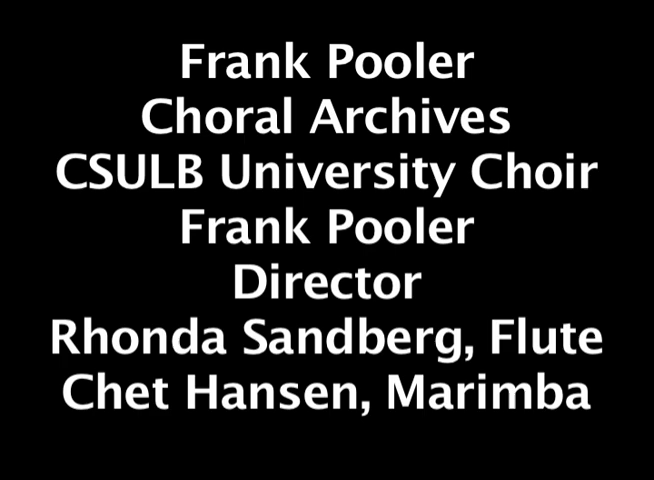 Frank Pooler
Choral Archives
CSULB University Choir
Frank Pooler
Director
Rhonda Sandberg, Flute
Chet Hansen, Marimba